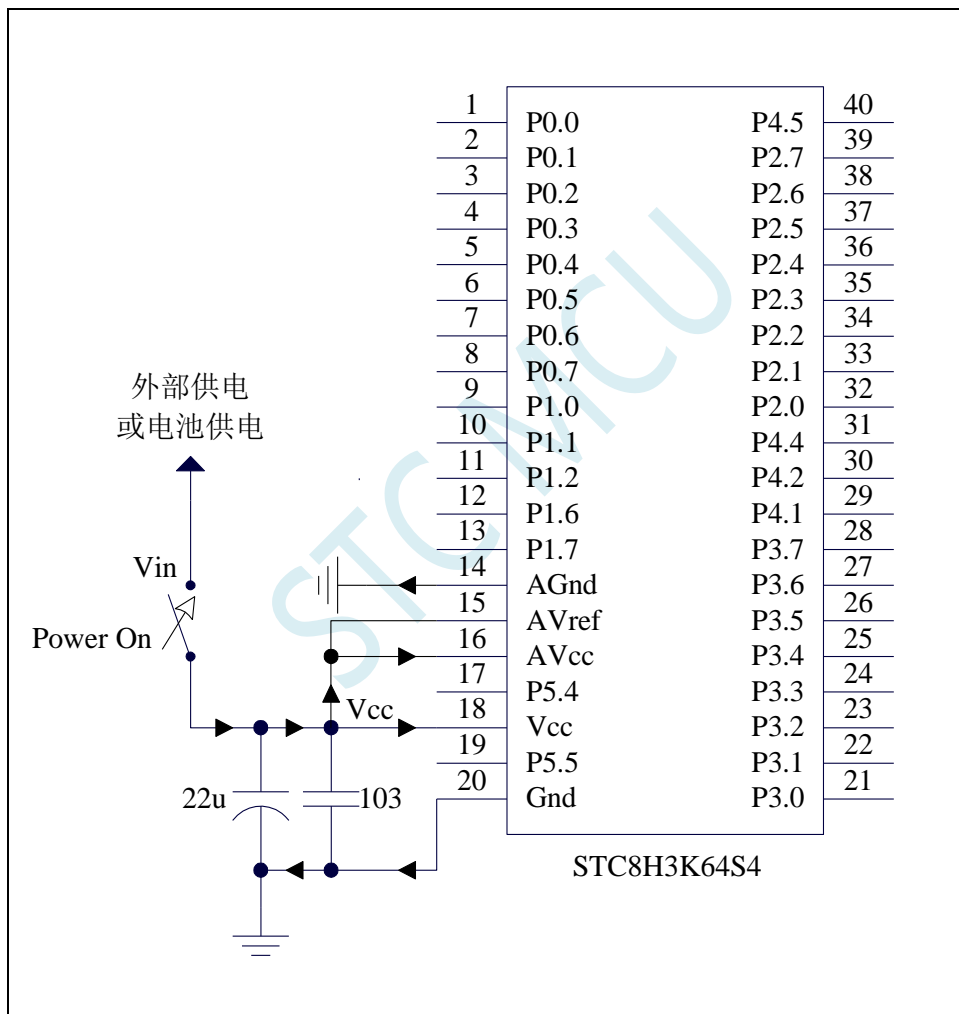 1 P0.0 P4.5 40
2 P0.1 P2.7 39
3 P0.2 P2.6 38
4 P0.3 P2.5 37
5 P0.4 P2.4 36
6 P0.5 P2.3 35
7 P0.6 P2.2 34
8 P0.7 P2.1 33
9 P1.0 P2.0 32
10 P1.1 P4.4 31
11 P1.2 P4.2 30
12 P1.6 P4.1 29
13 P1.7 P3.7 28
14 AGnd P3.6 27
15 AVref P3.5 26
16 AVcc P3.4 25
17 P5.4 P3.3 24
18 Vcc P3.2 23
19 P5.5 P3.1 22
20 Gnd P3.0 21
外部供电
或电池供电
Vin
Power On
Vcc
22u
103
STC8H3K64S4
STC MCU